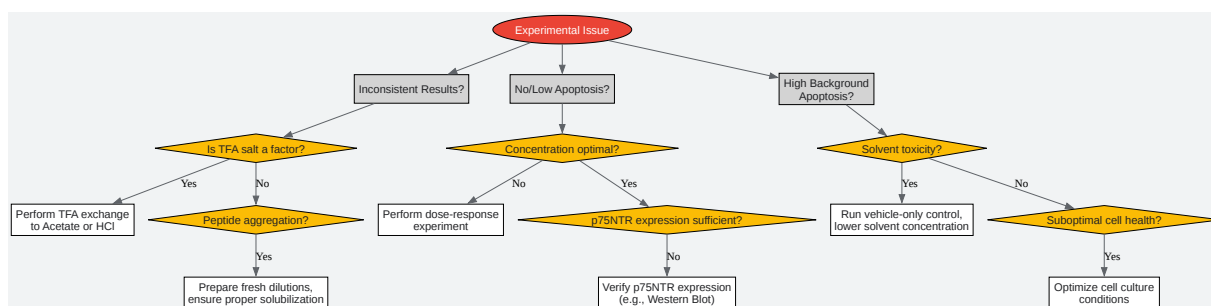 Experimental Issue
Inconsistent Results?
No/Low Apoptosis?
High Background
Apoptosis?
Is TFA salt a factor?
Concentration optimal?
Solvent toxicity?
Yes
No
No
Yes
Yes
No
Perform TFA exchange
to Acetate or HCl
Peptide aggregation?
Perform dose-response
experiment
p75NTR expression sufficient?
Run vehicle-only control,
lower solvent concentration
Suboptimal cell health?
Yes
No
Yes
Prepare fresh dilutions,
ensure proper solubilization
Verify p75NTR expression
(e.g., Western Blot)
Optimize cell culture
conditions